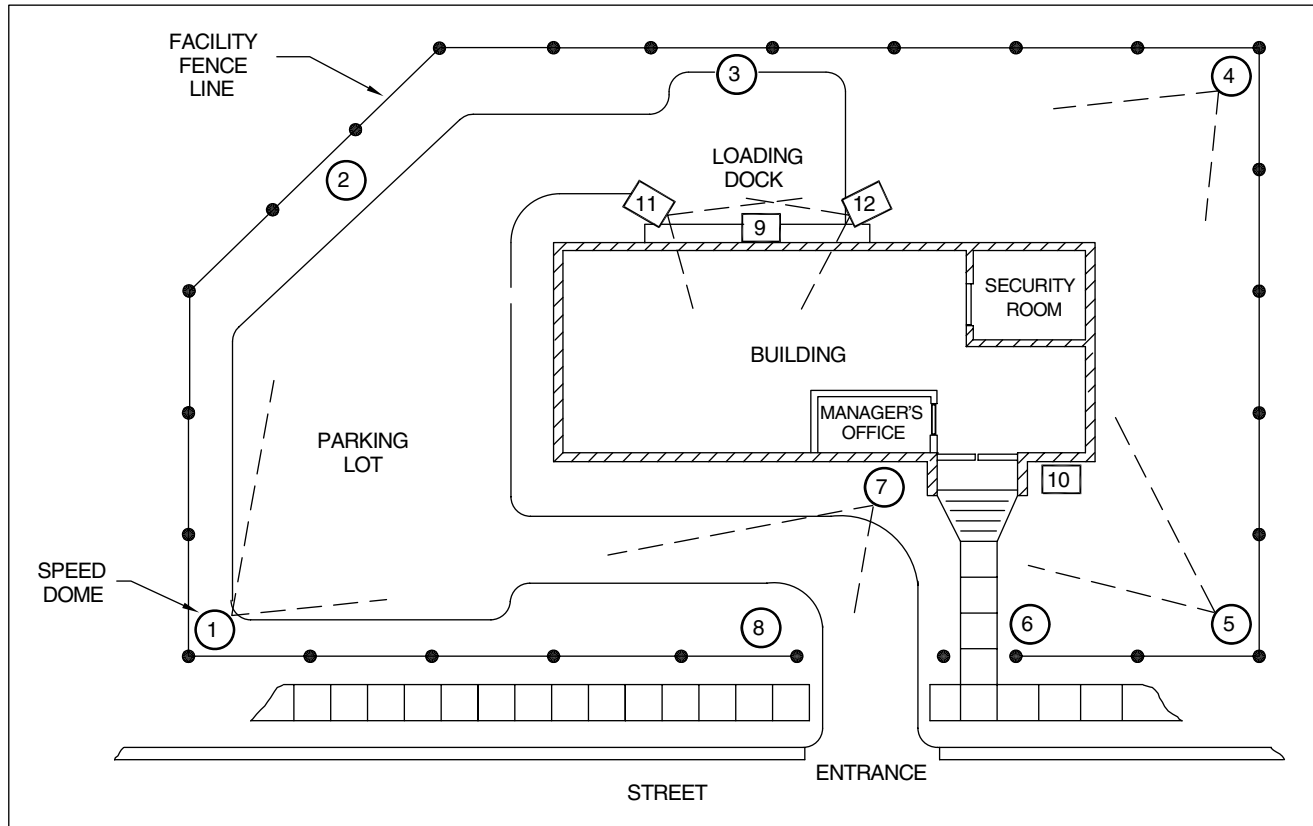 FACILITY
FENCE
LINE
3
4
2
LOADING
DOCK
11
12
9
SECURITY
ROOM
BUILDING
MANAGER'S
OFFICE
PARKING
LOT
10
7
SPEED
DOME
1
8
6
5
ENTRANCE
STREET